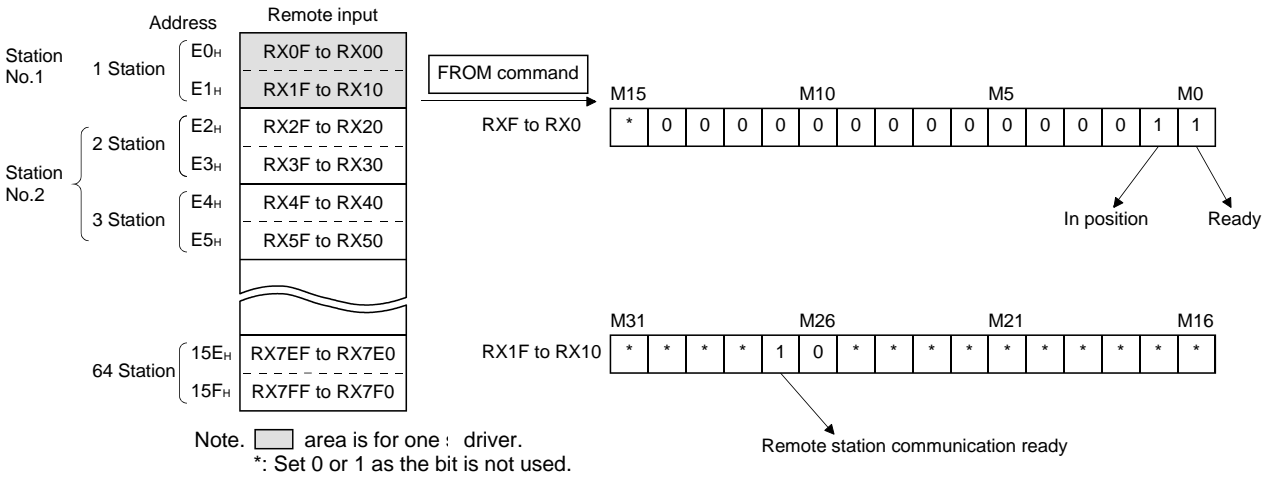 Address Remote input
Station No.1
1 Station
E0H RX0F to RX00
E1H RX1F to RX10
Station No.2
2 Station
E2H RX2F to RX20
E3H RX3F to RX30
3 Station
E4H RX4F to RX40
E5H RX5F to RX50
64 Station
15EH RX7EF to RX7E0
15FH RX7FF to RX7F0
FROM command
M15 M10 M5 M0
RXF to RX0 * 0 0 0 0 0 0 0 0 0 0 0 0 0 1 1
In position Ready
M31 M26 M21 M16
RX1F to RX10 * * * * 1 0 * * * * * * * * * *
Remote station communication ready
Note. area is for one : driver.
*: Set 0 or 1 as the bit is not used.